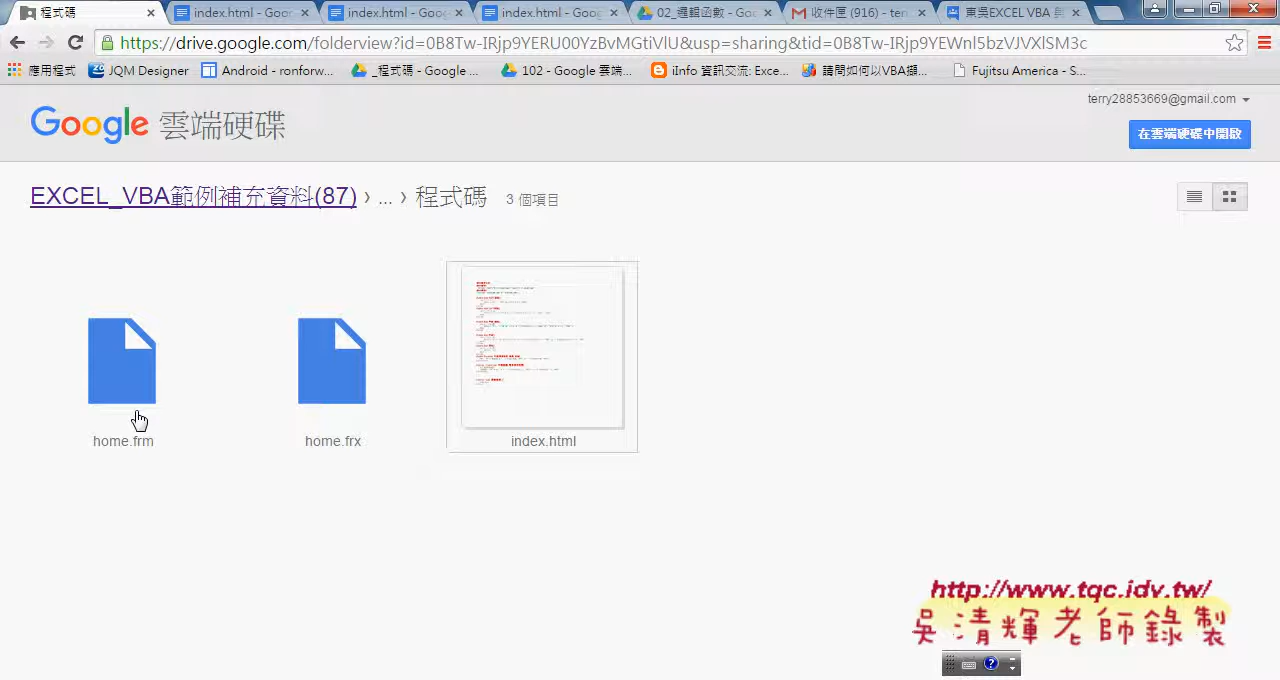 程式碼
index.html - Goo
index.html - Goo
index.html - Goo
02_邏輯函數 - Go
收件匣 (916) - ter
東吳EXCEL VBA 與
https://drive.google.com/folderview?id=0B8Tw-IRjp9YERU00YzBvMGtiVlU&usp=sharing&tid=0B8Tw-IRjp9YEWnl5bzVJVXlSM3c
應用程式
JQM Designer
Android - ronforw...
_程式碼 - Google ...
102 - Google 雲端...
iInfo 資訊交流: Exce...
請問如何以VBA擷...
Fujitsu America - S...
terry28853669@gmail.com
Google 雲端硬碟
在雲端硬碟中開啟
EXCEL_VBA範例補充資料(87) › ... › 程式碼 3 個項目
home.frm
home.frx
index.html
http://www.tqc.idv.tw/
吳清輝老師錄製